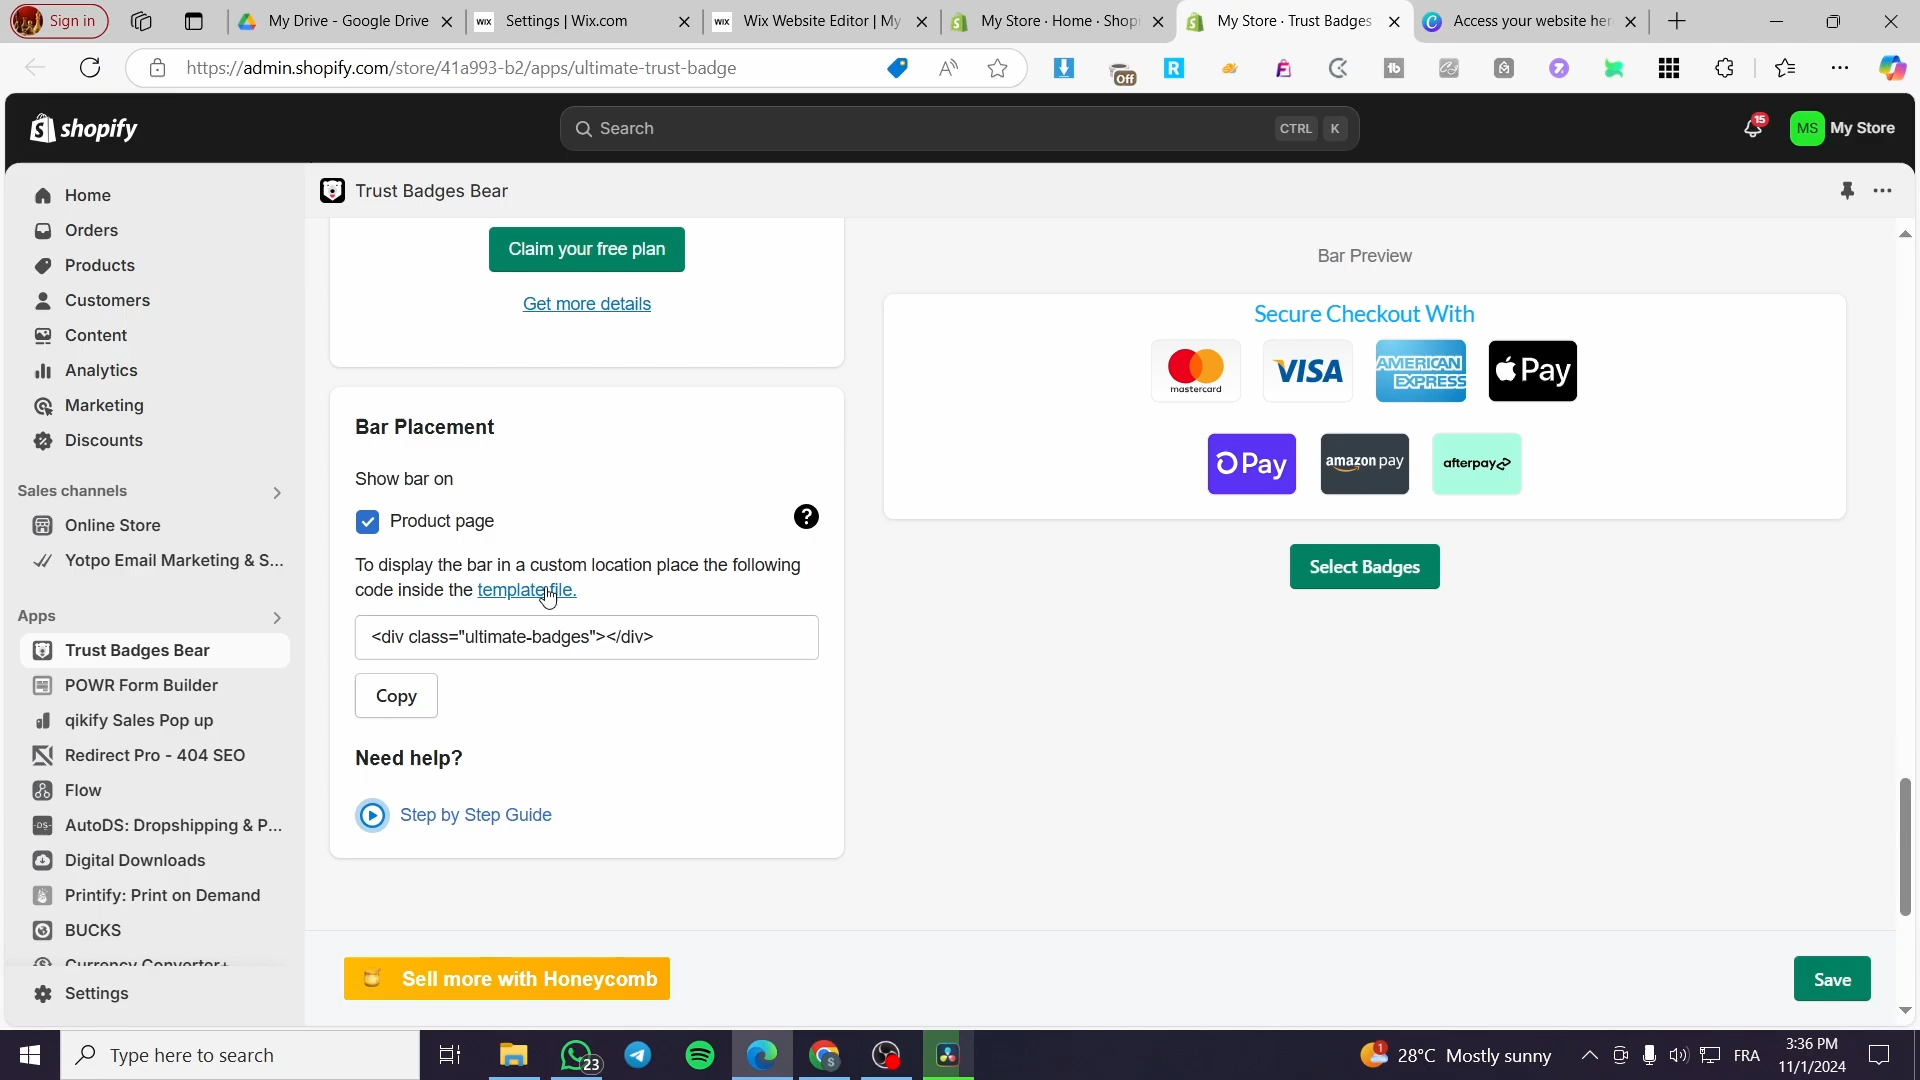 Sign in
My Drive - Google Drive
WIX
Settings | Wix.com
WIX
Wix Website Editor | My
My Store · Home · Shopi
My Store · Trust Badges
Access your website her
https://admin.shopify.com/store/41a993-b2/apps/ultimate-trust-badge
Off
shopify
Search
CTRL K
15
MS
My Store
Home
Orders
Products
Customers
Content
Analytics
Marketing
Discounts
Sales channels
Online Store
Yotpo Email Marketing & S...
Apps
Trust Badges Bear
POWR Form Builder
qikify Sales Pop up
Redirect Pro - 404 SEO
Flow
AutoDS: Dropshipping & P...
Digital Downloads
Printify: Print on Demand
BUCKS
Currency Converter+
Settings
Trust Badges Bear
Claim your free plan
Get more details
Bar Placement
Show bar on
Product page
?
To display the bar in a custom location place the following
code inside the template file.
<div class="ultimate-badges"></div>
Copy
Need help?
Step by Step Guide
Bar Preview
Secure Checkout With
mastercard
VISA
AMERICAN
EXPRESS
Pay
Pay
amazon pay
afterpay
Select Badges
Sell more with Honeycomb
Save
Type here to search
23
1
28°C Mostly sunny
FRA
3:36 PM
11/1/2024